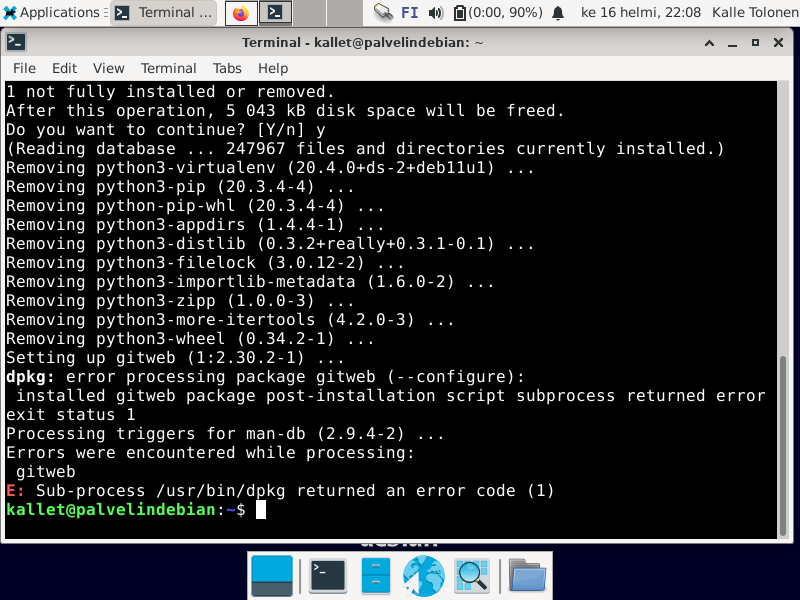 Applications
Terminal ...
FI
(0:00, 90%)
ke 16 helmi, 22:08
Kalle Tolonen
Terminal - kallet@palvelindebian: ~
File Edit View Terminal Tabs Help
1 not fully installed or removed.
After this operation, 5 043 kB disk space will be freed.
Do you want to continue? [Y/n] y
(Reading database ... 247967 files and directories currently installed.)
Removing python3-virtualenv (20.4.0+ds-2+deb11u1) ...
Removing python3-pip (20.3.4-4) ...
Removing python-pip-whl (20.3.4-4) ...
Removing python3-appdirs (1.4.4-1) ...
Removing python3-distlib (0.3.2+really+0.3.1-0.1) ...
Removing python3-filelock (3.0.12-2) ...
Removing python3-importlib-metadata (1.6.0-2) ...
Removing python3-zipp (1.0.0-3) ...
Removing python3-more-itertools (4.2.0-3) ...
Removing python3-wheel (0.34.2-1) ...
Setting up gitweb (1:2.30.2-1) ...
dpkg: error processing package gitweb (--configure):
 installed gitweb package post-installation script subprocess returned error
exit status 1
Processing triggers for man-db (2.9.4-2) ...
Errors were encountered while processing:
 gitweb
E: Sub-process /usr/bin/dpkg returned an error code (1)
kallet@palvelindebian:~$